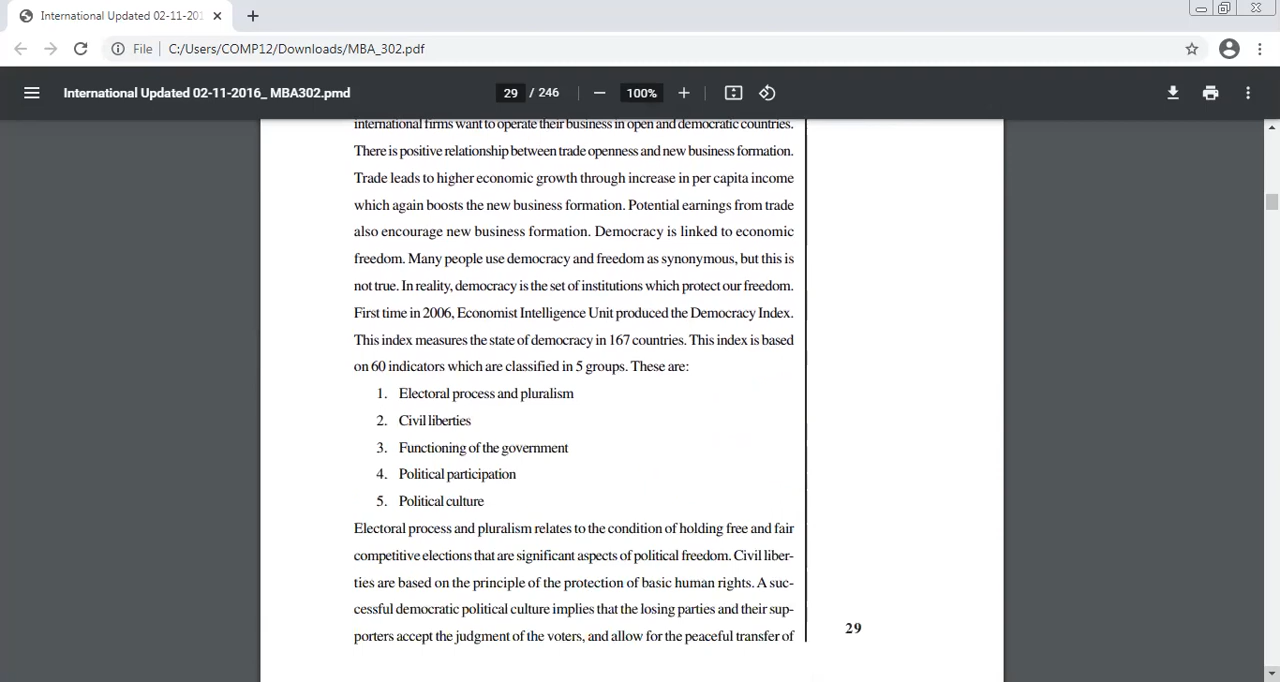 International Updated 02-11-201
File
C:/Users/COMP12/Downloads/MBA_302.pdf
International Updated 02-11-2016_ MBA302.pmd
29 / 246
100%
international firms want to operate their business in open and democratic countries.
There is positive relationship between trade openness and new business formation.
Trade leads to higher economic growth through increase in per capita income
which again boosts the new business formation. Potential earnings from trade
also encourage new business formation. Democracy is linked to economic
freedom. Many people use democracy and freedom as synonymous, but this is
not true. In reality, democracy is the set of institutions which protect our freedom.
First time in 2006, Economist Intelligence Unit produced the Democracy Index.
This index measures the state of democracy in 167 countries. This index is based
on 60 indicators which are classified in 5 groups. These are:
1. Electoral process and pluralism
2. Civil liberties
3. Functioning of the government
4. Political participation
5. Political culture
Electoral process and pluralism relates to the condition of holding free and fair
competitive elections that are significant aspects of political freedom. Civil liber-
ties are based on the principle of the protection of basic human rights. A suc-
cessful democratic political culture implies that the losing parties and their sup-
porters accept the judgment of the voters, and allow for the peaceful transfer of
29